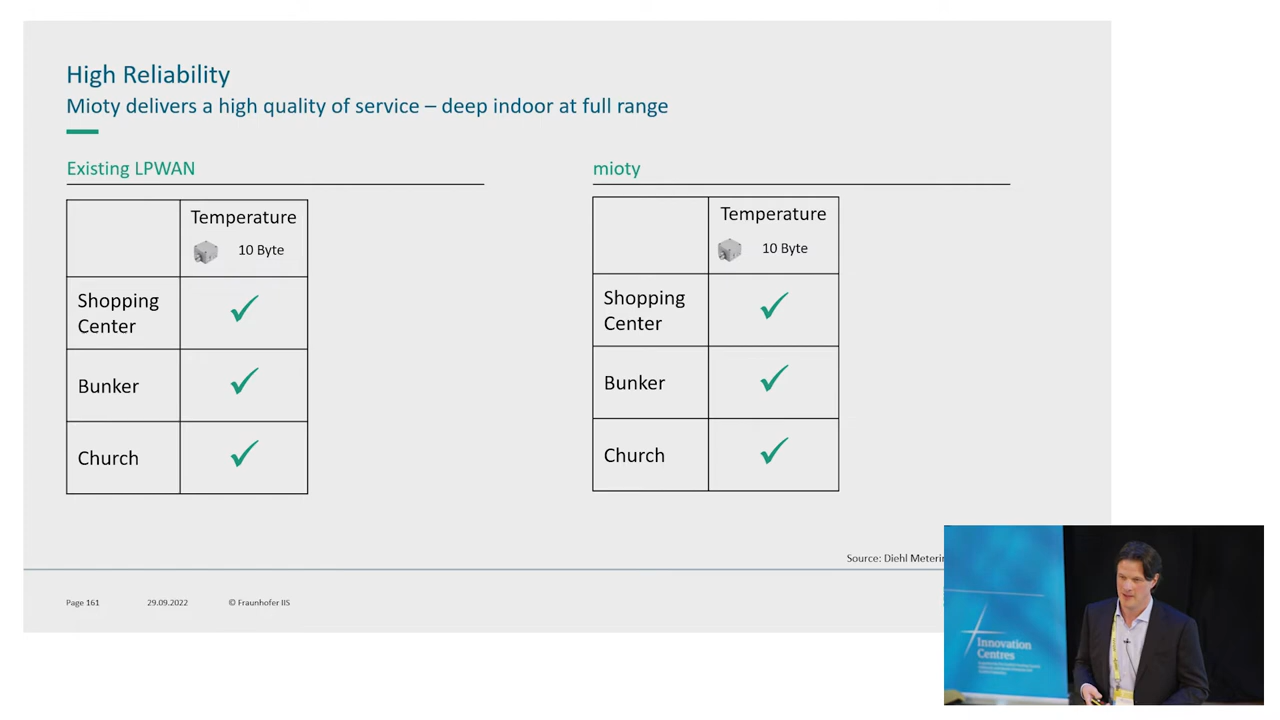 High Reliability
Mioty delivers a high quality of service – deep indoor at full range
Existing LPWAN
Temperature
10 Byte
Shopping
Center
Bunker
Church
mioty
Temperature
10 Byte
Shopping
Center
Bunker
Church
Source: Diehl
Page 161
29.09.2022
© Fraunhofer IIS
Innovation
Centres